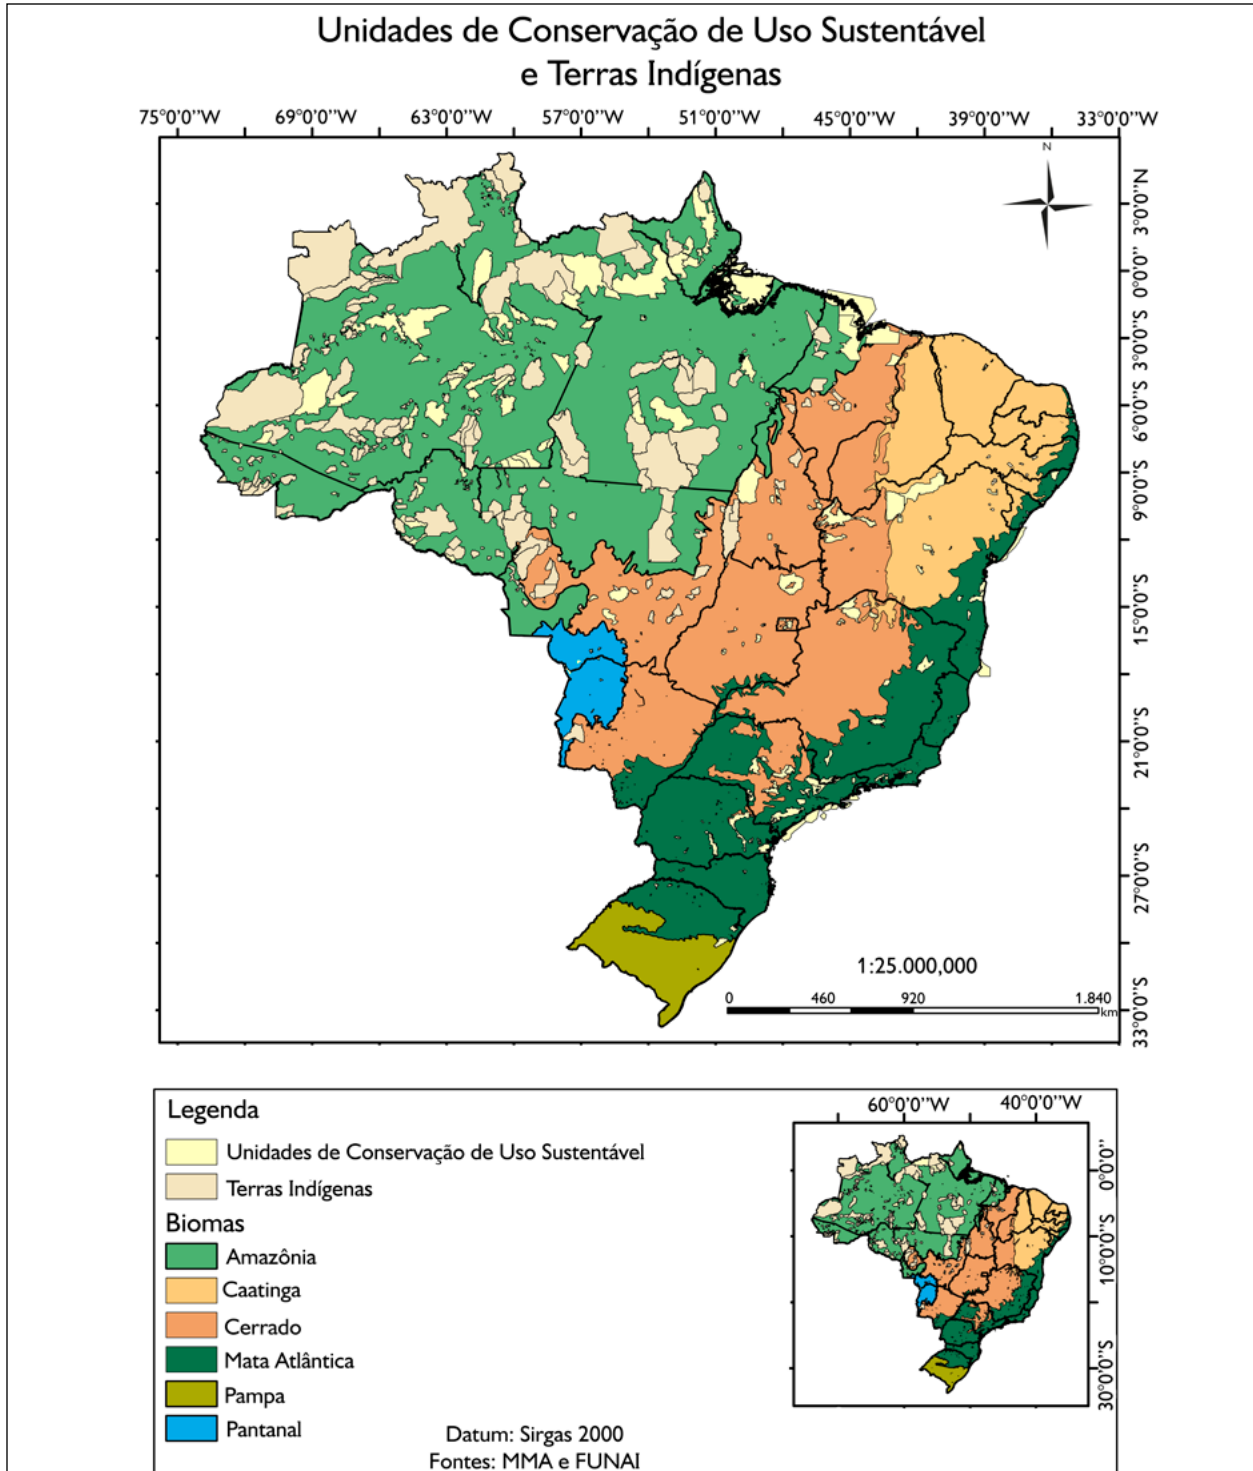 Unidades de Conservação de Uso Sustentável
e Terras Indígenas
75°0'0''W 69°0'0''W 63°0'0''W 57°0'0''W 51°0'0''W 45°0'0''W 39°0'0''W 33°0'0''W
N
3°0'0''N
0°0'0''
3°0'0''S
6°0'0''S
9°0'0''S
15°0'0''S
21°0'0''S
27°0'0''S
33°0'0''S
1:25.000,000
0 460 920 1.840
km
Legenda
Unidades de Conservação de Uso Sustentável
Terras Indígenas
Biomas
Amazônia
Caatinga
Cerrado
Mata Atlântica
Pampa
Pantanal
Datum: Sirgas 2000
Fontes: MMA e FUNAI
60°0'0''W 40°0'0''W
0°0'0''
10°0'0''S
30°0'0''S